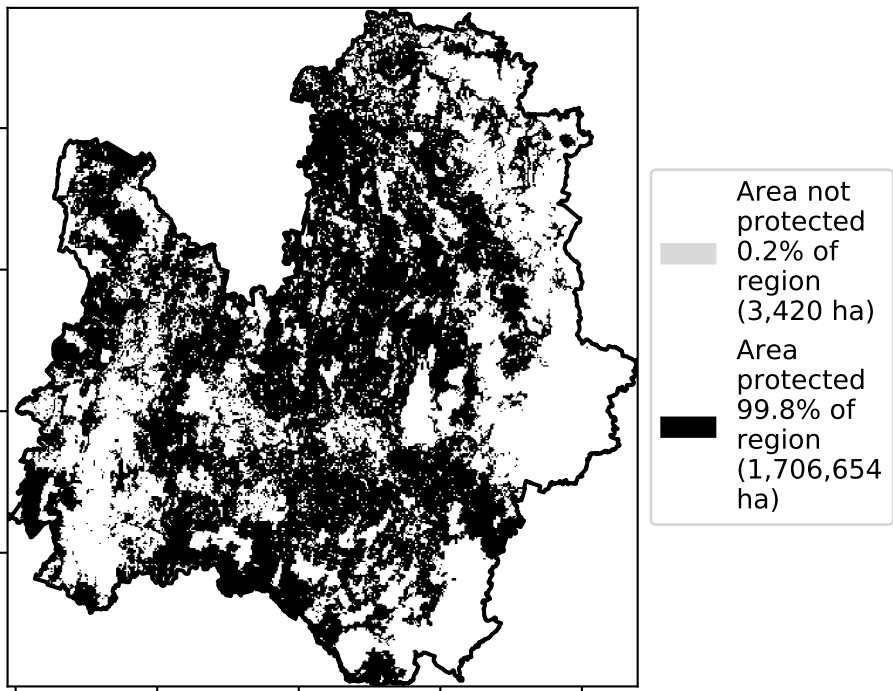 Area not
protected
0.2% of
region
(3,420 ha)
Area
protected
99.8% of
region
(1,706,654
ha)